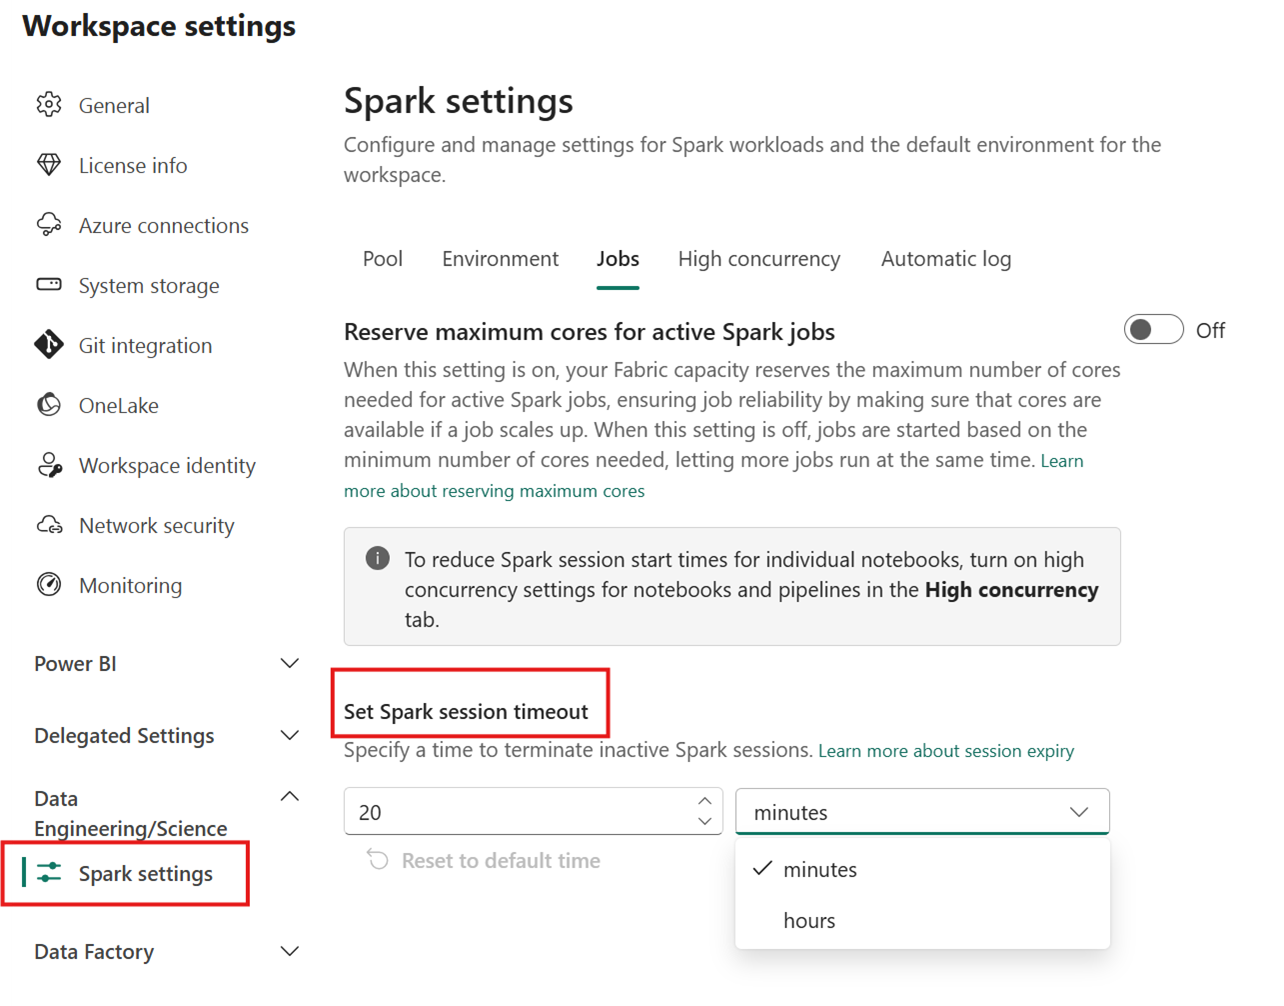 Workspace settings
General
License info
Azure connections
System storage
Git integration
OneLake
Workspace identity
Network security
Monitoring
Power BI
Delegated Settings
Data
Engineering/Science
Spark settings
Data Factory
Spark settings
Configure and manage settings for Spark workloads and the default environment for the
workspace.
Pool Environment Jobs High concurrency Automatic log
Reserve maximum cores for active Spark jobs Off
When this setting is on, your Fabric capacity reserves the maximum number of cores
needed for active Spark jobs, ensuring job reliability by making sure that cores are
available if a job scales up. When this setting is off, jobs are started based on the
minimum number of cores needed, letting more jobs run at the same time. Learn
more about reserving maximum cores
To reduce Spark session start times for individual notebooks, turn on high
concurrency settings for notebooks and pipelines in the High concurrency
tab.
Set Spark session timeout
Specify a time to terminate inactive Spark sessions. Learn more about session expiry
20 minutes
Reset to default time
minutes
hours